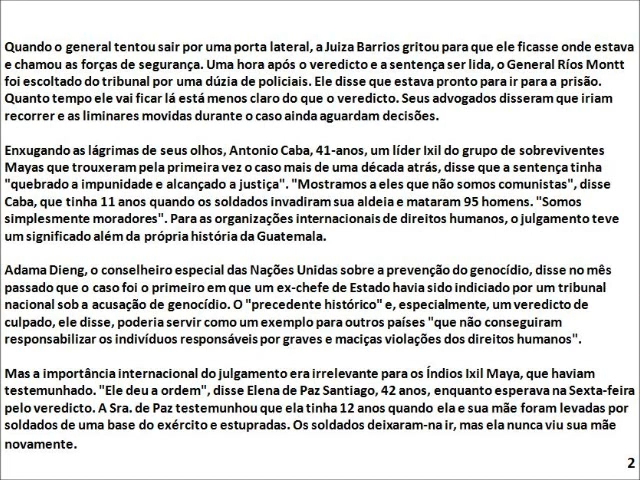 Quando o general tentou sair por uma porta lateral, a Juiza Barrios gritou para que ele ficasse onde estava
e chamou as forças de segurança. Uma hora após o veredicto e a sentença ser lida, o General Ríos Montt
foi escoltado do tribunal por uma dúzia de policiais. Ele disse que estava pronto para ir para a prisão.
Quanto tempo ele vai ficar lá está menos claro do que o veredicto. Seus advogados disseram que iriam
recorrer e as liminares movidas durante o caso ainda aguardam decisões.
Enxugando as lágrimas de seus olhos, Antonio Caba, 41-anos, um líder Ixil do grupo de sobreviventes
Mayas que trouxeram pela primeira vez o caso mais de uma década atrás, disse que a sentença tinha
"quebrado a impunidade e alcançado a justiça". "Mostramos a eles que não somos comunistas", disse
Caba, que tinha 11 anos quando os soldados invadiram sua aldeia e mataram 95 homens. "Somos
simplesmente moradores". Para as organizações internacionais de direitos humanos, o julgamento teve
um significado além da própria história da Guatemala.
Adama Dieng, o conselheiro especial das Nações Unidas sobre a prevenção do genocídio, disse no mês
passado que o caso foi o primeiro em que um ex-chefe de Estado havia sido indiciado por um tribunal
nacional sob a acusação de genocídio. O "precedente histórico" e, especialmente, um veredicto de
culpado, ele disse, poderia servir como um exemplo para outros países "que não conseguiram
responsabilizar os indivíduos responsáveis por graves e maciças violações dos direitos humanos".
Mas a importância internacional do julgamento era irrelevante para os Índios Ixil Maya, que haviam
testemunhado. "Ele deu a ordem", disse Elena de Paz Santiago, 42 anos, enquanto esperava na Sexta-feira
pelo veredicto. A Sra. de Paz testemunhou que ela tinha 12 anos quando ela e sua mãe foram levadas por
soldados de uma base do exército e estupradas. Os soldados deixaram-na ir, mas ela nunca viu sua mãe
novamente.
2